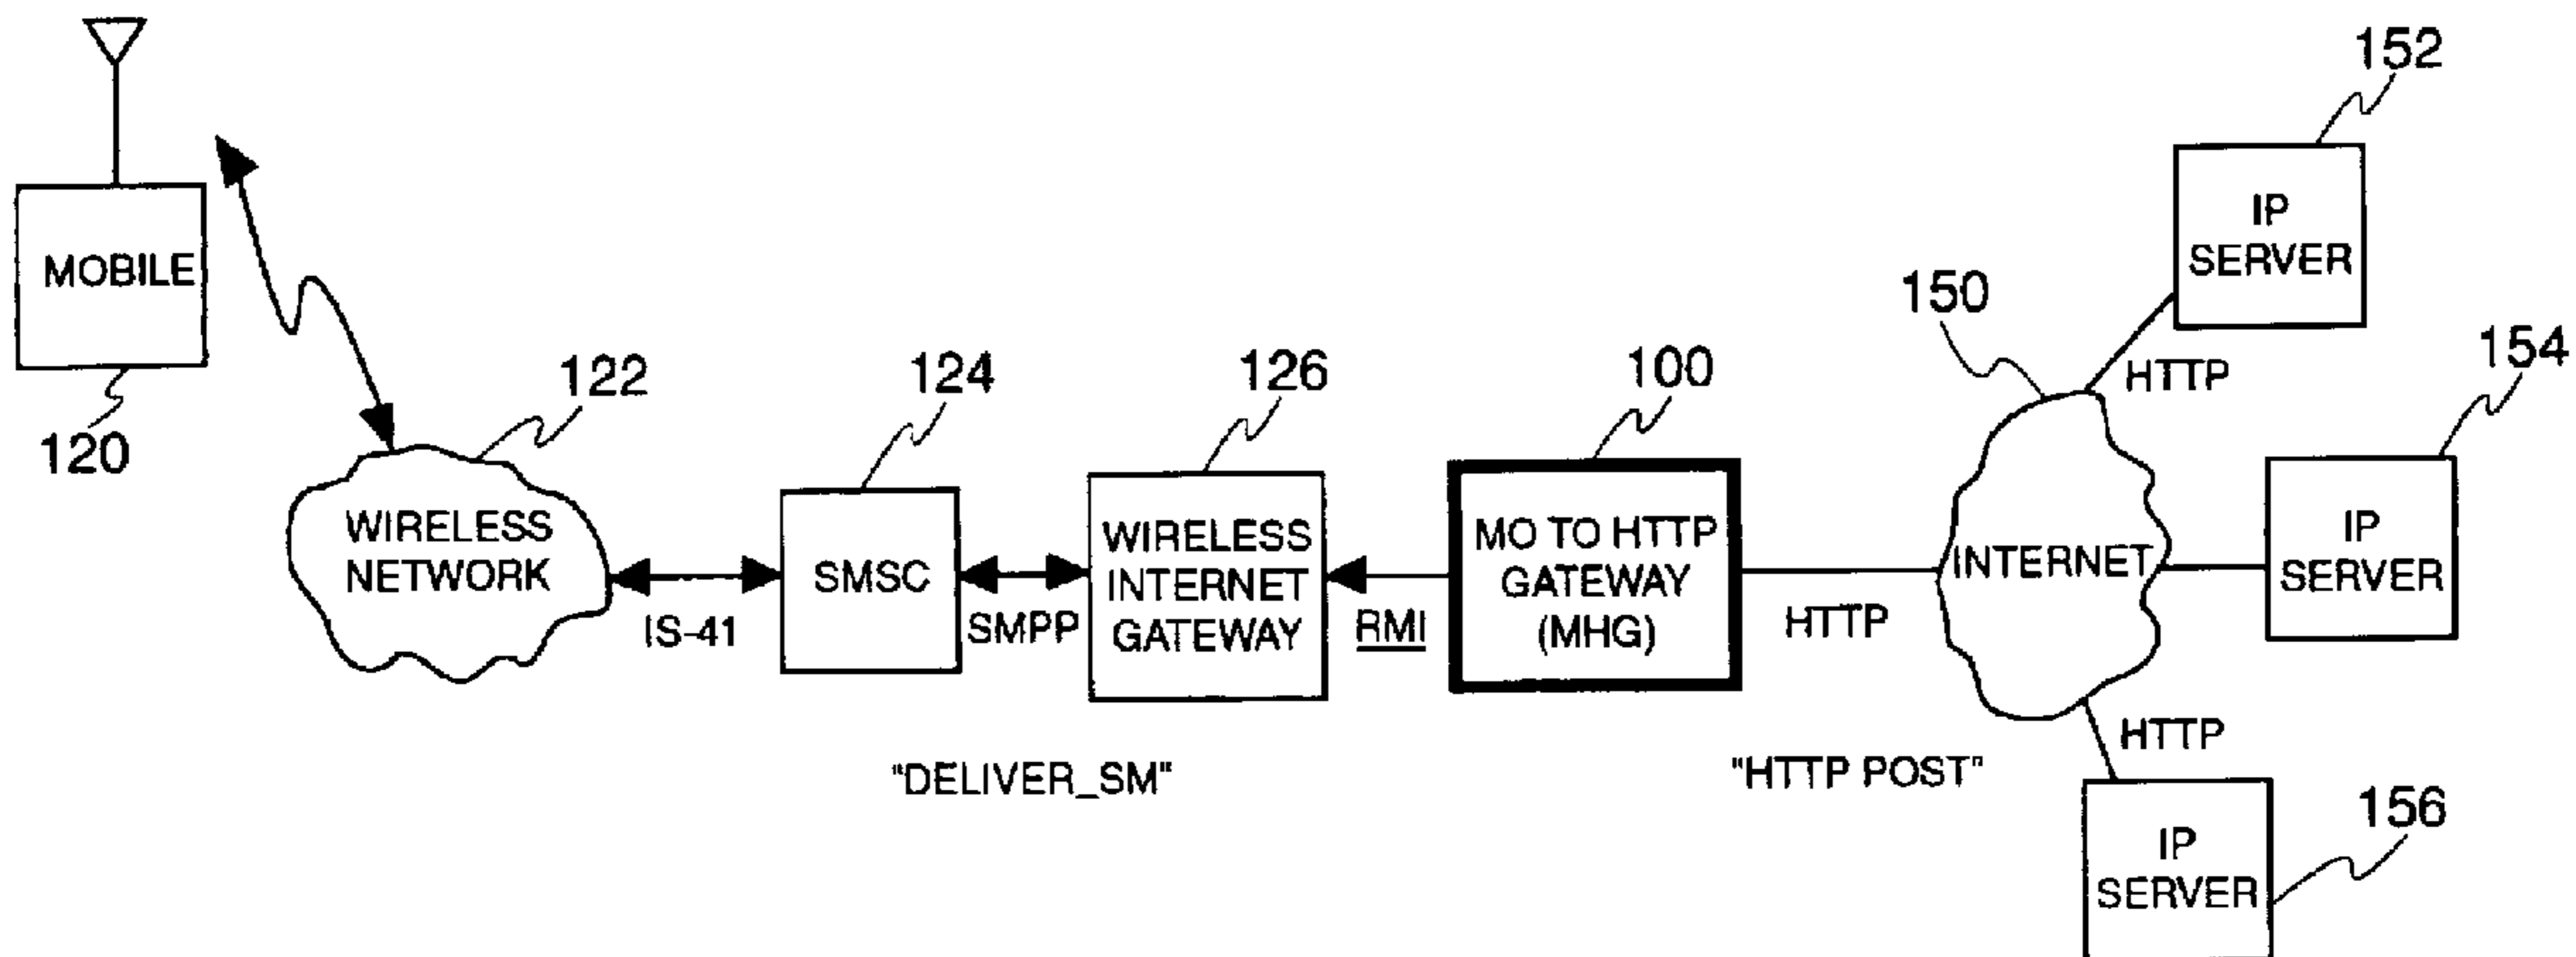 152
IP
SERVER
MOBILE
150
154
HTTP
122
124
126
100
120
WIRELESS
NETWORK
IS-41
SMSC
SMPP
WIRELESS
INTERNET
GATEWAY
RMI
MO TO HTTP
GATEWAY
(MHG)
HTTP
INTERNET
IP
SERVER
HTTP
"DELIVER_SM"
"HTTP POST"
156
IP
SERVER